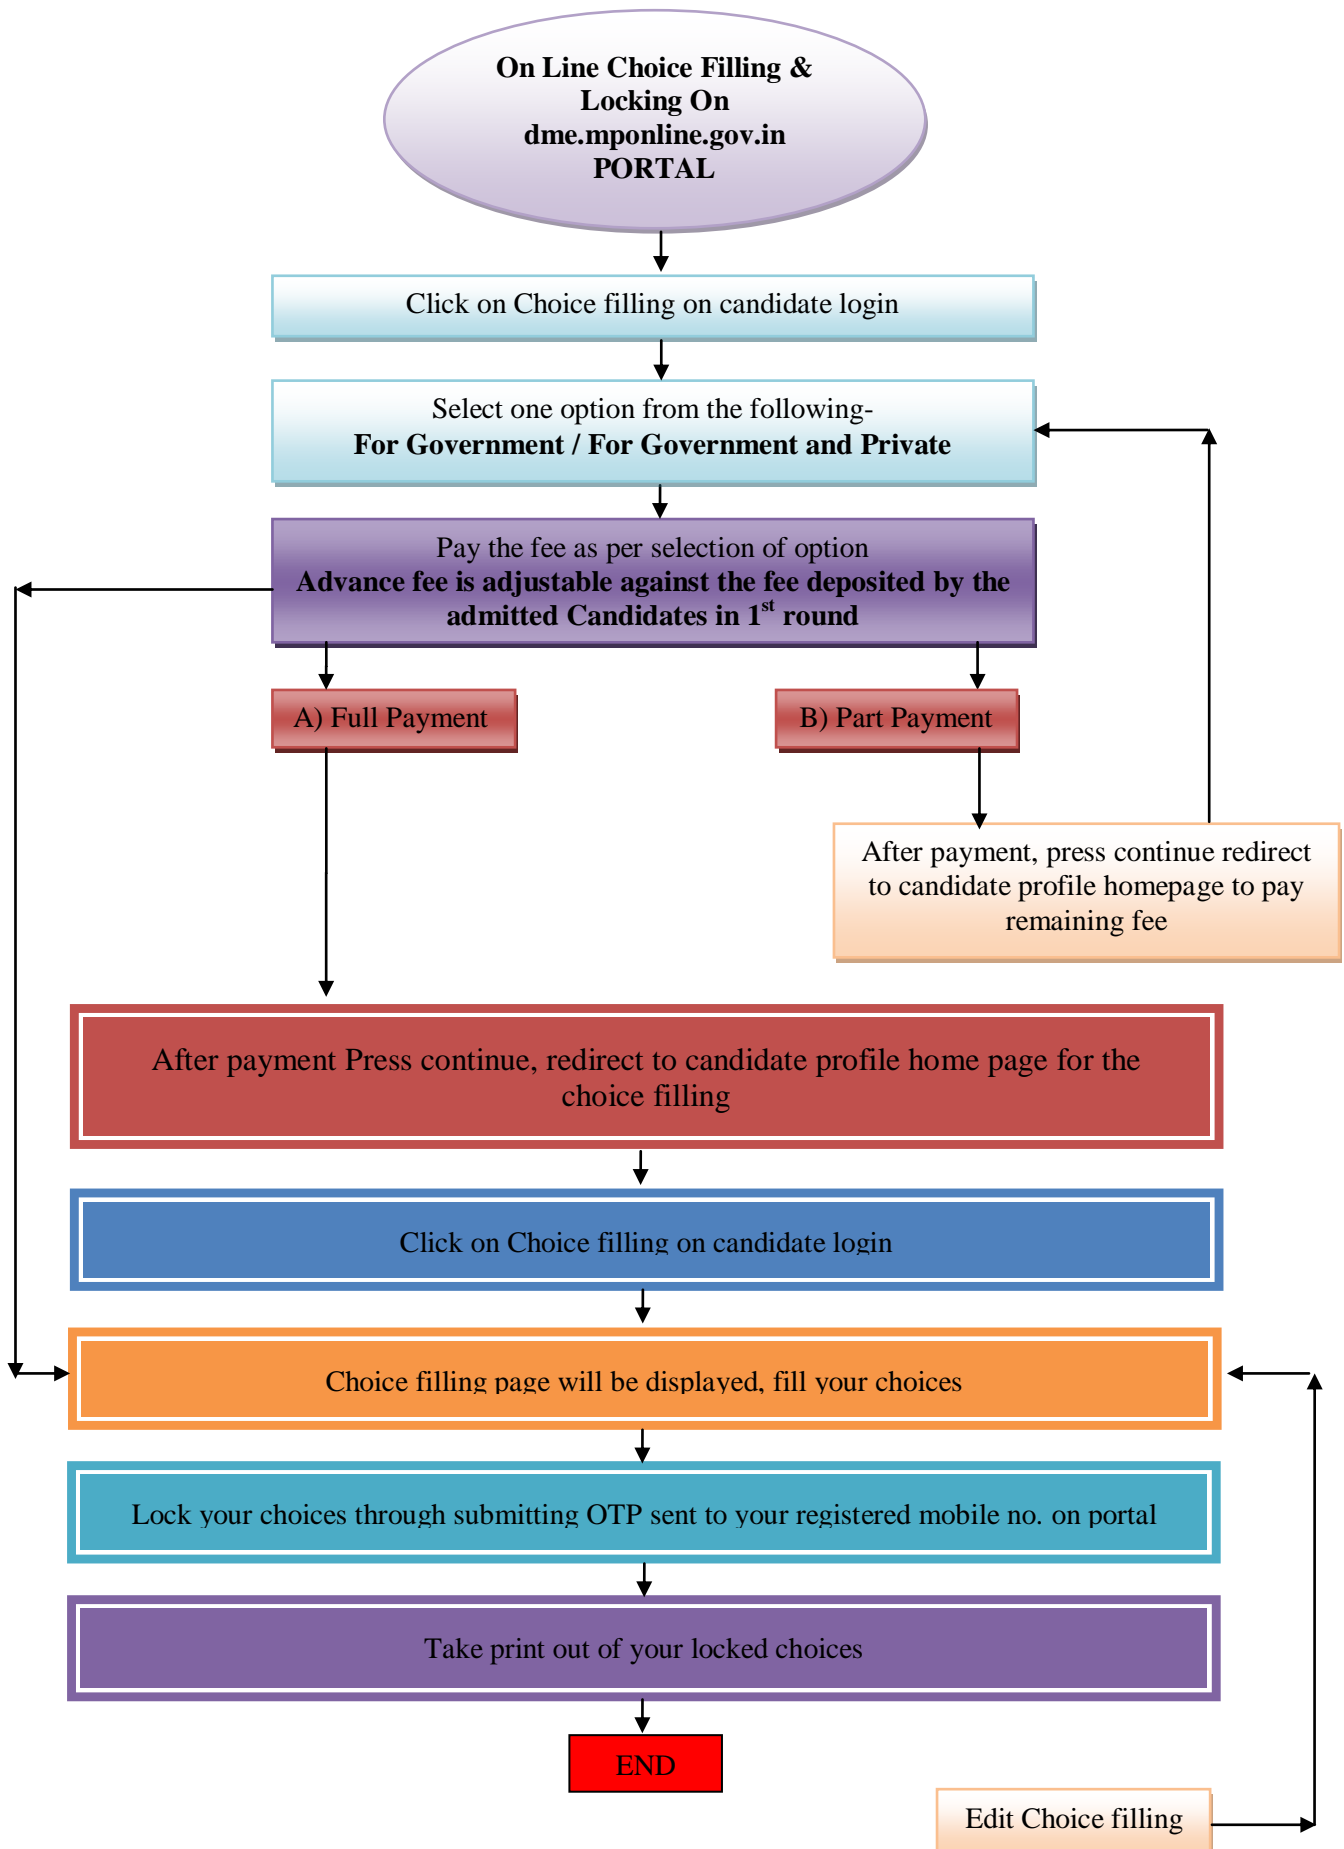 On Line Choice Filling &
Locking On
dme.mponline.gov.in
PORTAL
Click on Choice filling on candidate login
Select one option from the following-
For Government / For Government and Private
Pay the fee as per selection of option
Advance fee is adjustable against the fee deposited by the
admitted Candidates in 1st round
A) Full Payment
B) Part Payment
After payment, press continue redirect
to candidate profile homepage to pay
remaining fee
After payment Press continue, redirect to candidate profile home page for the
choice filling
Click on Choice filling on candidate login
Choice filling page will be displayed, fill your choices
Lock your choices through submitting OTP sent to your registered mobile no. on portal
Take print out of your locked choices
END
Edit Choice filling